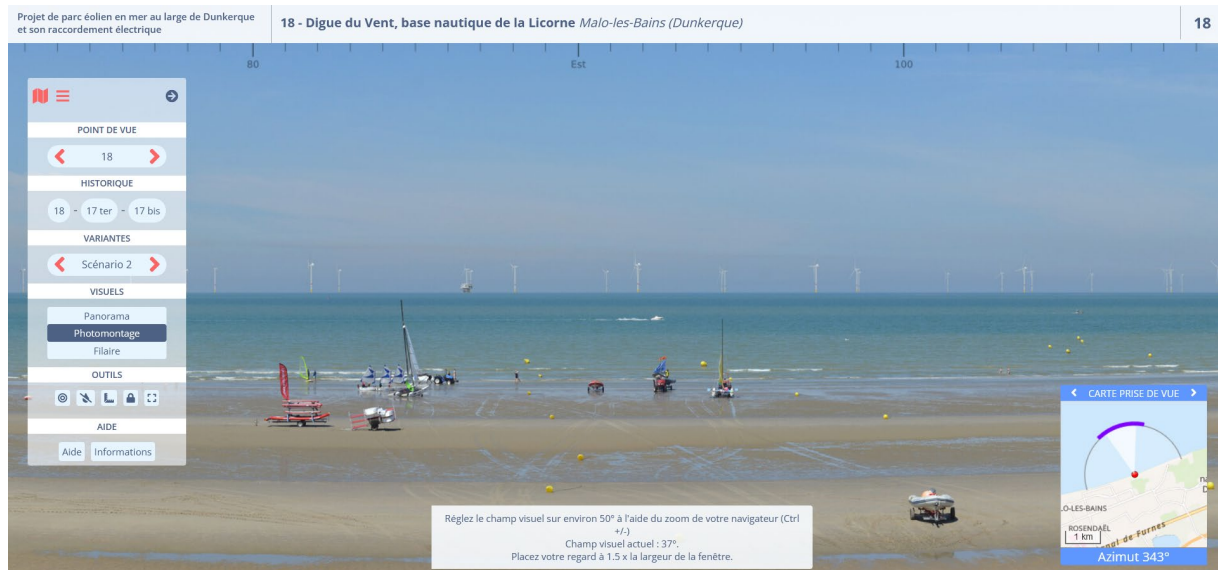 Projet de parc éolien en mer au large de Dunkerque
et son raccordement électrique
18 - Digue du Vent, base nautique de la Licorne Malo-les-Bains (Dunkerque)
18
80
Est
100
POINT DE VUE
18
HISTORIQUE
18 - 17 ter - 17 bis
VARIANTES
Scénario 2
VISUELS
Panorama
Photomontage
Filaire
OUTILS
AIDE
Aide
Informations
Réglez le champ visuel sur environ 50° à l'aide du zoom de votre navigateur (Ctrl
+/-)
Champ visuel actuel : 37°.
Placez votre regard à 1.5 x la largeur de la fenêtre.
CARTE PRISE DE VUE
LO-LES-BAINS
ROSENDAËL
1 km
al de Furnes
Azimut 343°